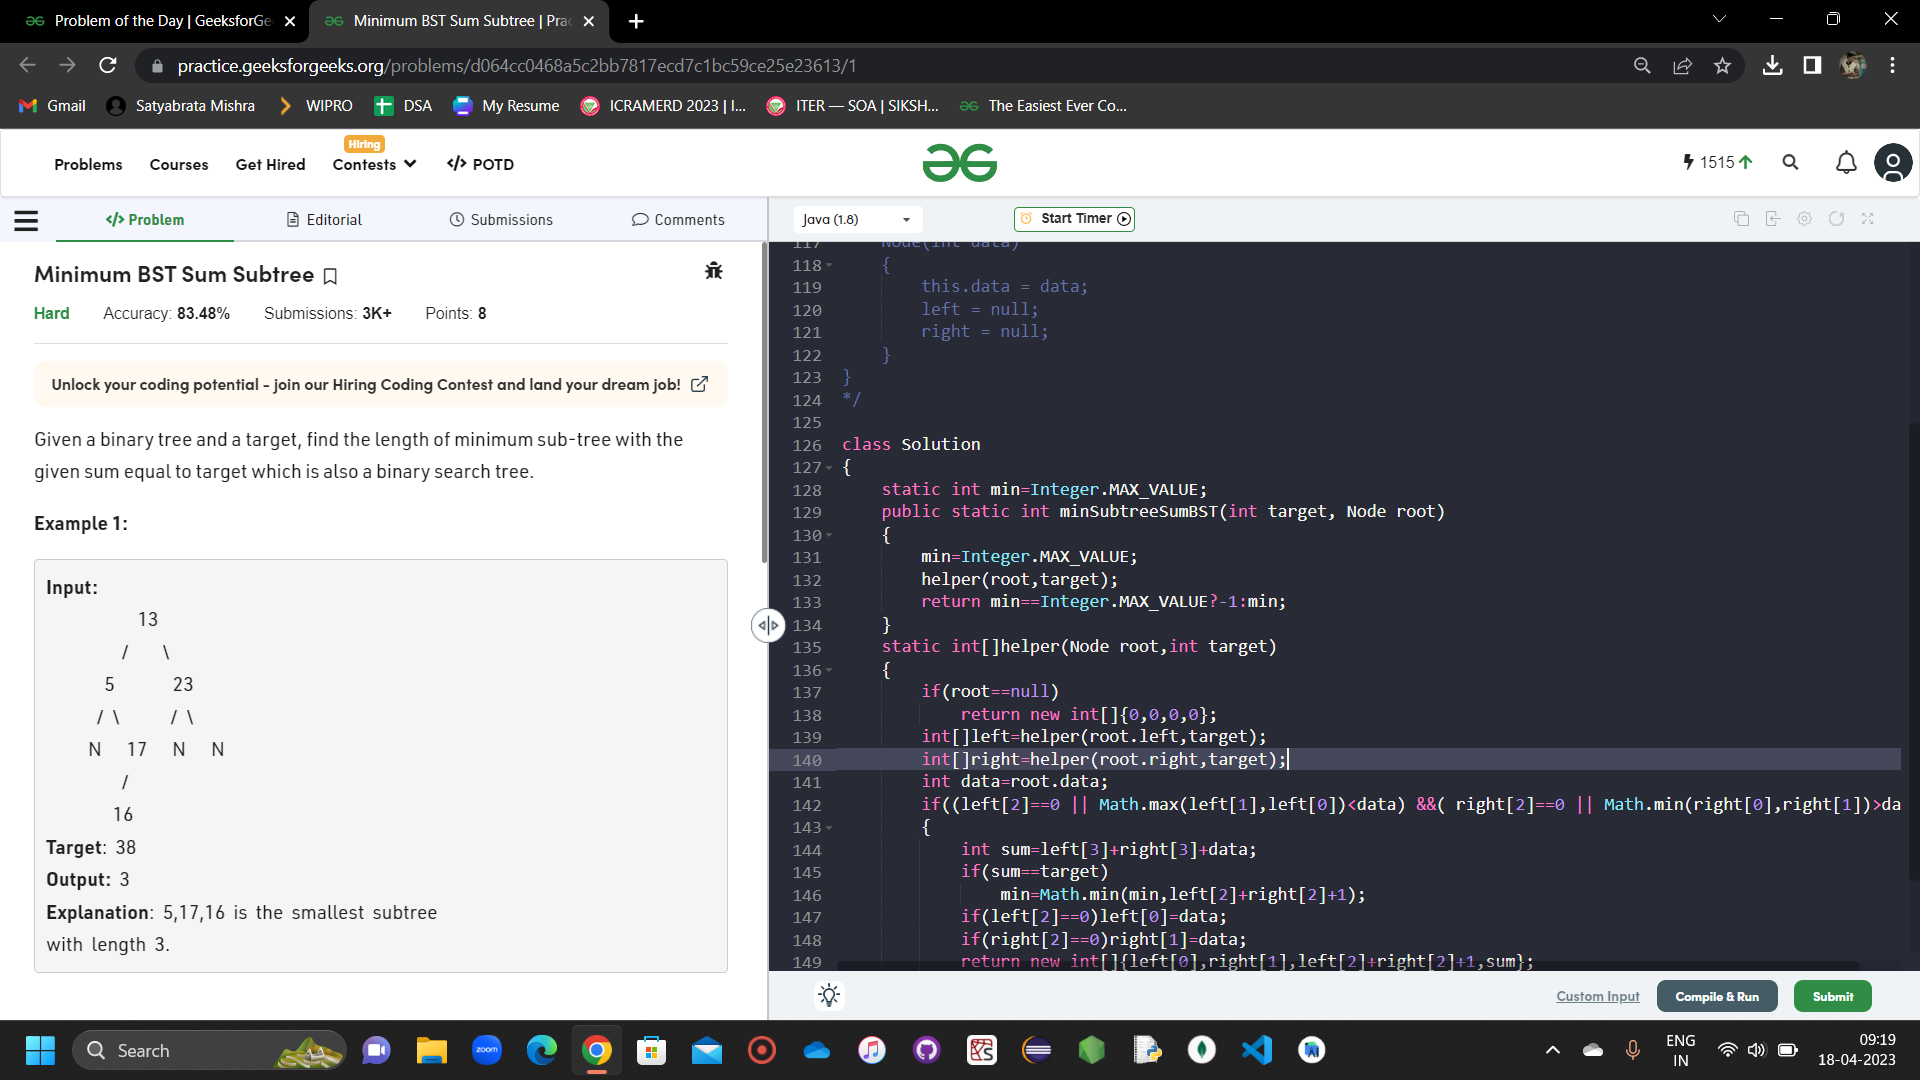 Problem of the Day | GeeksforGe
Minimum BST Sum Subtree | Prac
practice.geeksforgeeks.org/problems/d064cc0468a5c2bb7817ecd7c1bc59ce25e23613/1
Gmail
Satyabrata Mishra
WIPRO
DSA
My Resume
ICRAMERD 2023 | I...
ITER — SOA | SIKSH...
The Easiest Ever Co...
Problems
Courses
Get Hired
Hiring
Contests
</> POTD
1515
</> Problem
Editorial
Submissions
Comments
Java (1.8)
Start Timer
Minimum BST Sum Subtree
Hard Accuracy: 83.48% Submissions: 3K+ Points: 8
Unlock your coding potential - join our Hiring Coding Contest and land your dream job!
Given a binary tree and a target, find the length of minimum sub-tree with the
given sum equal to target which is also a binary search tree.
Example 1:
Input:
13
/ \
5 23
/ \ / \
N 17 N N
/
16
Target: 38
Output: 3
Explanation: 5,17,16 is the smallest subtree
with length 3.
117 Node(int data)
118 {
119 this.data = data;
120 left = null;
121 right = null;
122 }
123 }
124 */
125
126 class Solution
127 {
128 static int min=Integer.MAX_VALUE;
129 public static int minSubtreeSumBST(int target, Node root)
130 {
131 min=Integer.MAX_VALUE;
132 helper(root,target);
133 return min==Integer.MAX_VALUE?-1:min;
134 }
135 static int[]helper(Node root,int target)
136 {
137 if(root==null)
138 return new int[]{0,0,0,0};
139 int[]left=helper(root.left,target);
140 int[]right=helper(root.right,target);
141 int data=root.data;
142 if((left[2]==0 || Math.max(left[1],left[0])<data) &&( right[2]==0 || Math.min(right[0],right[1])>da
143 {
144 int sum=left[3]+right[3]+data;
145 if(sum==target)
146 min=Math.min(min,left[2]+right[2]+1);
147 if(left[2]==0)left[0]=data;
148 if(right[2]==0)right[1]=data;
149 return new int[]{left[0],right[1],left[2]+right[2]+1,sum};
Custom Input
Compile & Run
Submit
Search
zoom
ENG
IN
09:19
18-04-2023